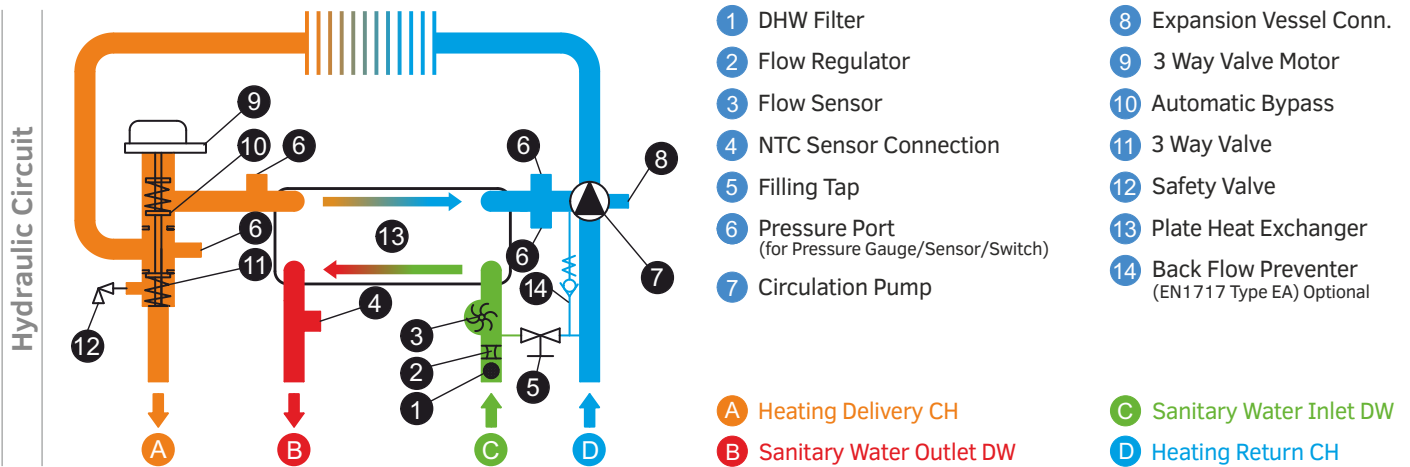 Hydraulic Circuit
9
10
6
6
11
12
13
4
6
6
14
8
7
3
2
1
5
A
B
C
D
1 DHW Filter
2 Flow Regulator
3 Flow Sensor
4 NTC Sensor Connection
5 Filling Tap
6 Pressure Port
(for Pressure Gauge/Sensor/Switch)
7 Circulation Pump
8 Expansion Vessel Conn.
9 3 Way Valve Motor
10 Automatic Bypass
11 3 Way Valve
12 Safety Valve
13 Plate Heat Exchanger
14 Back Flow Preventer
(EN1717 Type EA) Optional
A Heating Delivery CH
B Sanitary Water Outlet DW
C Sanitary Water Inlet DW
D Heating Return CH